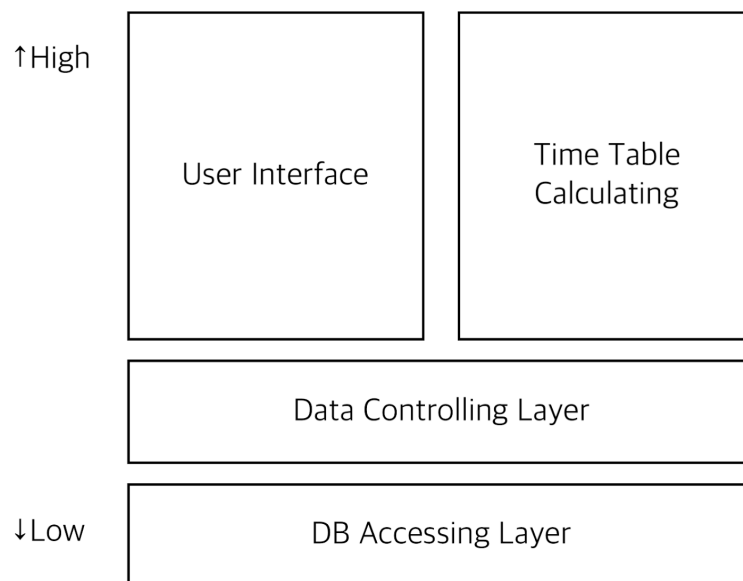 ↑High
User Interface
Time Table
Calculating
Data Controlling Layer
↓Low
DB Accessing Layer